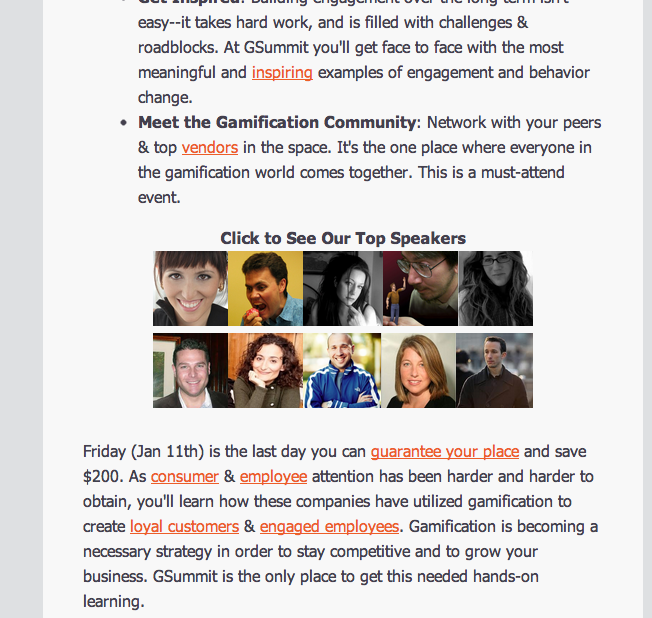 Get Inspired: Building engagement over the long term isn't
easy--it takes hard work, and is filled with challenges &
roadblocks. At GSummit you'll get face to face with the most
meaningful and inspiring examples of engagement and behavior
change.
Meet the Gamification Community: Network with your peers
& top vendors in the space. It's the one place where everyone in
the gamification world comes together. This is a must-attend
event.
Click to See Our Top Speakers
Friday (Jan 11th) is the last day you can guarantee your place and save
$200. As consumer & employee attention has been harder and harder to
obtain, you'll learn how these companies have utilized gamification to
create loyal customers & engaged employees. Gamification is becoming a
necessary strategy in order to stay competitive and to grow your
business. GSummit is the only place to get this needed hands-on
learning.